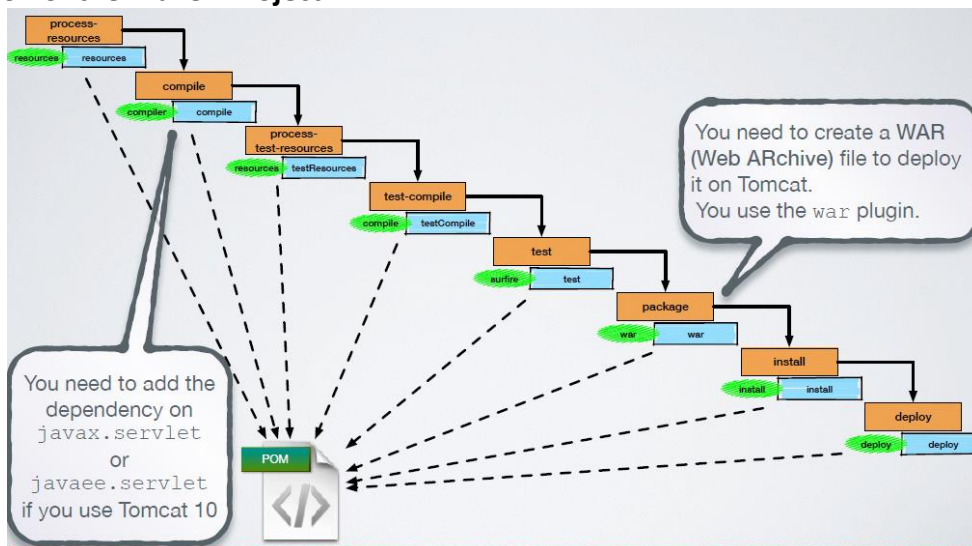 process-
resources
resources
resources
compile
compiler
compile
process-
test-resources
resources
testResources
test-compile
compile
testCompile
test
surfire
test
package
war
war
install
install
install
deploy
deploy
deploy
You need to create a WAR
(Web ARchive) file to deploy
it on Tomcat.
You use the war plugin.
You need to add the
dependency on
javax.servlet
or
javaee.servlet
if you use Tomcat 10
POM
</>